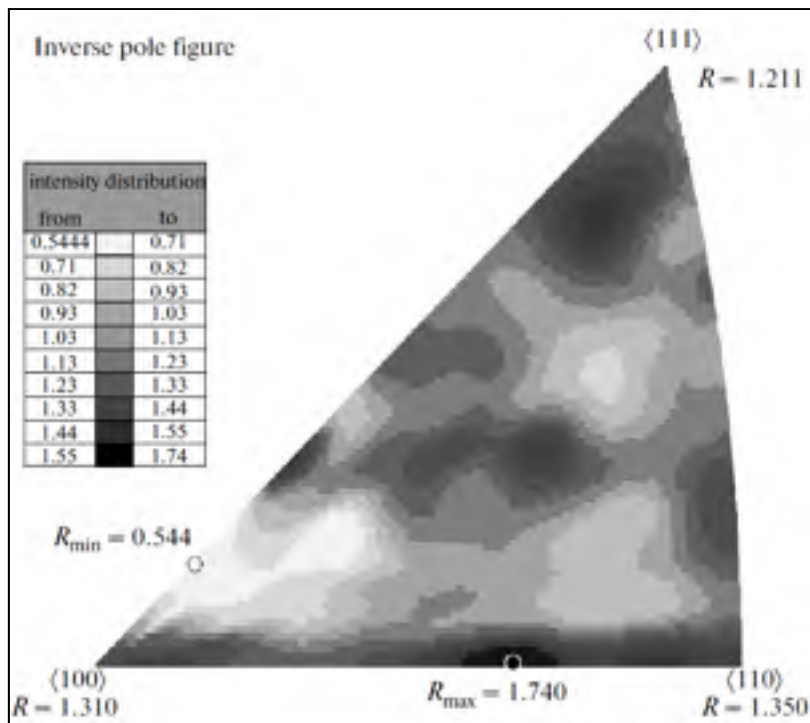 Inverse pole figure
⟨111⟩
R = 1.211
intensity distribution
from to
0.5444 0.71
0.71 0.82
0.82 0.93
0.93 1.03
1.03 1.13
1.13 1.23
1.23 1.33
1.33 1.44
1.44 1.55
1.55 1.74
Rmin = 0.544
⟨100⟩
R = 1.310
Rmax = 1.740
⟨110⟩
R = 1.350